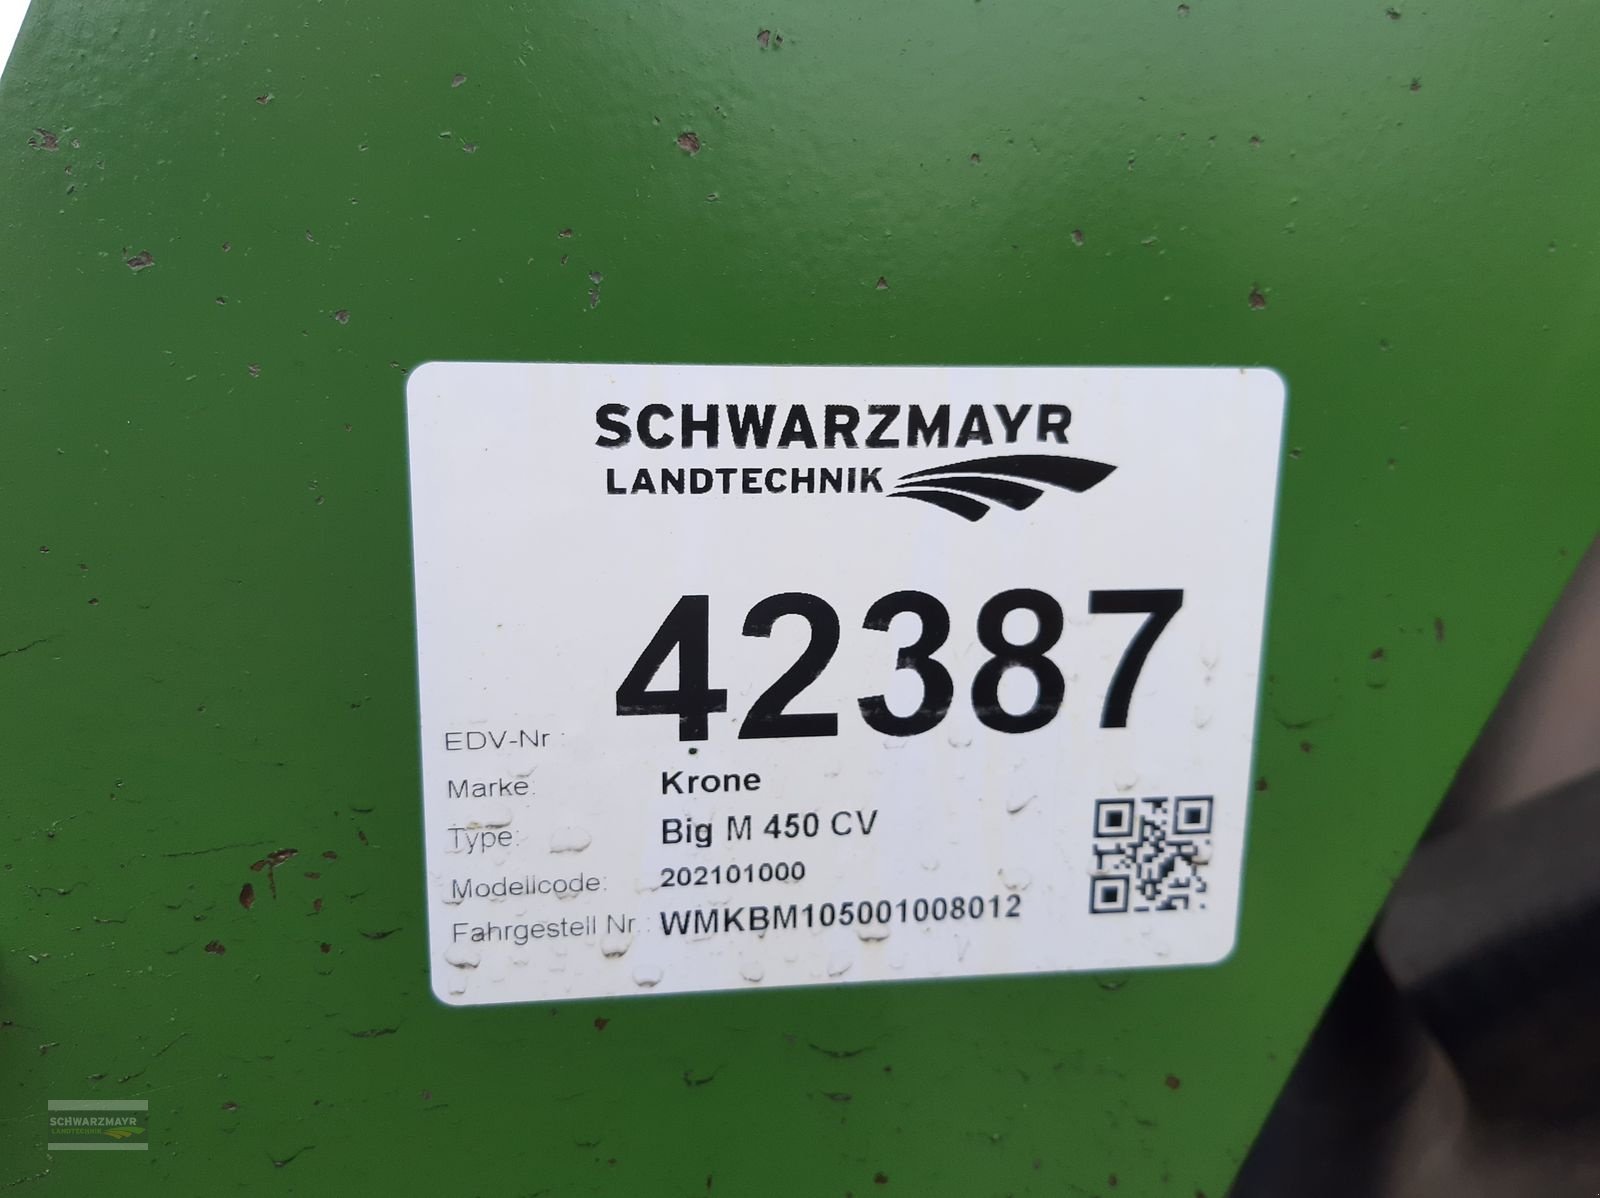 SCHWARZMAYR
LANDTECHNIK
EDV-Nr.: 42387
Marke: Krone
Type: Big M 450 CV
Modellcode: 202101000
Fahrgestell Nr.: WMKBM105001008012
SCHWARZMAYR
LANDTECHNIK